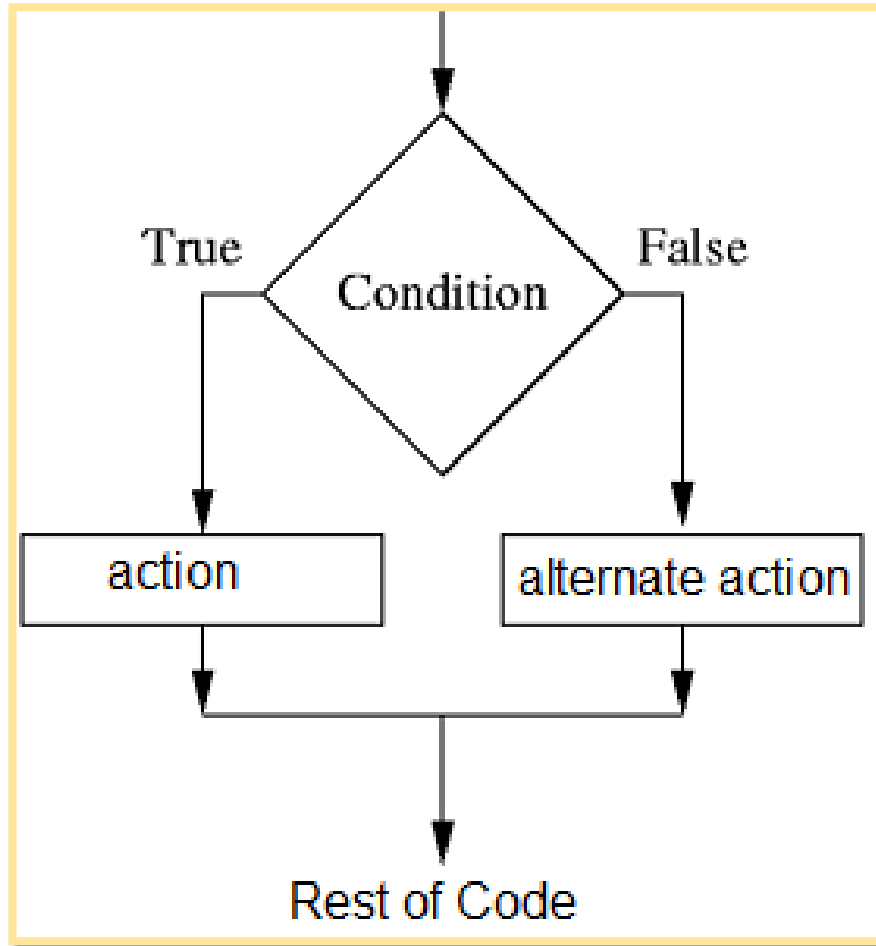 True
False
Condition
action
alternate action
Rest of Code